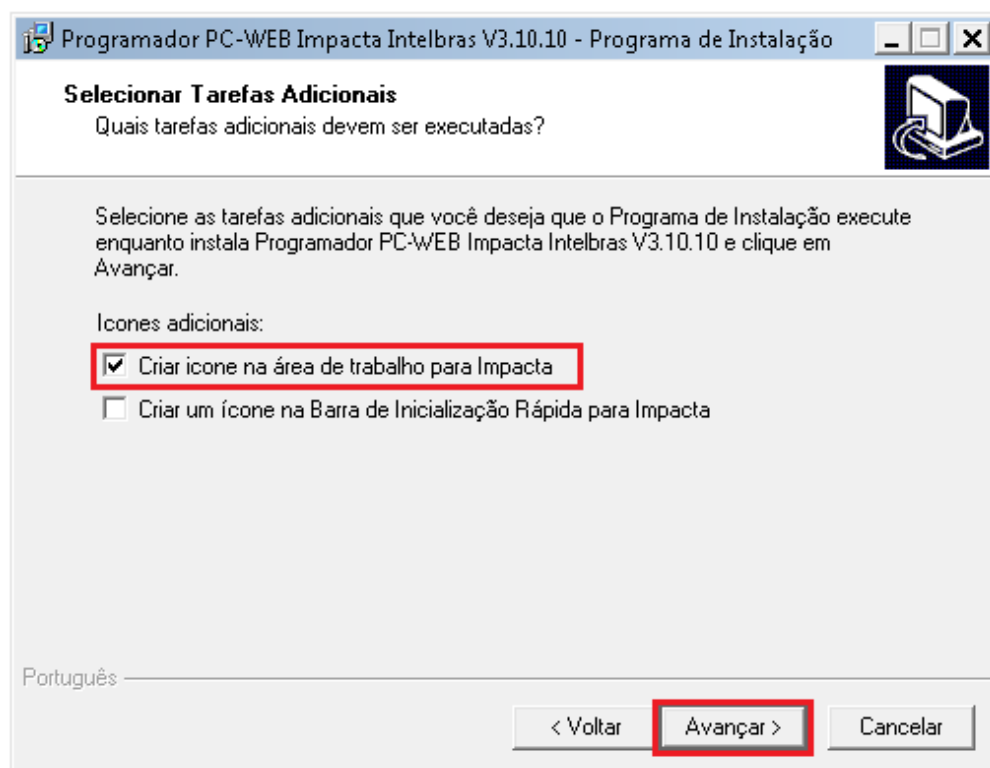 Programador PC-WEB Impacta Intelbras V3.10.10 - Programa de Instalação
Selecionar Tarefas Adicionais
Quais tarefas adicionais devem ser executadas?
Selecione as tarefas adicionais que você deseja que o Programa de Instalação execute
enquanto instala Programador PC-WEB Impacta Intelbras V3.10.10 e clique em
Avançar.
Icones adicionais:
Criar icone na área de trabalho para Impacta
Criar um ícone na Barra de Inicialização Rápida para Impacta
Português
< Voltar
Avançar >
Cancelar